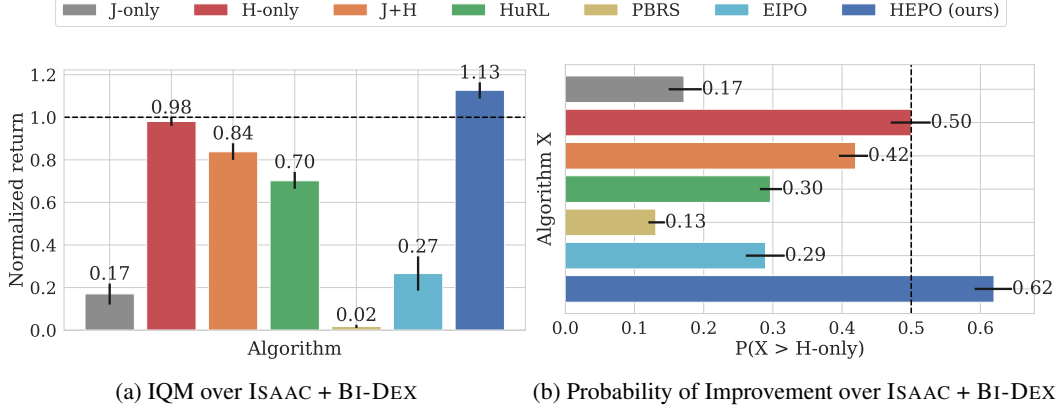 J-only H-only J+H HuRL PBRS EIPO HEPO (ours)
Normalized return
1.2
1.0
0.8
0.6
0.4
0.2
0.0
0.17
0.98
0.84
0.70
0.02
0.27
1.13
Algorithm
(a) IQM over ISAAC + BI-DEX
Algorithm X
0.17
0.50
0.42
0.30
0.13
0.29
0.62
0.0 0.1 0.2 0.3 0.4 0.5 0.6
P(X > H-only)
(b) Probability of Improvement over ISAAC + BI-DEX